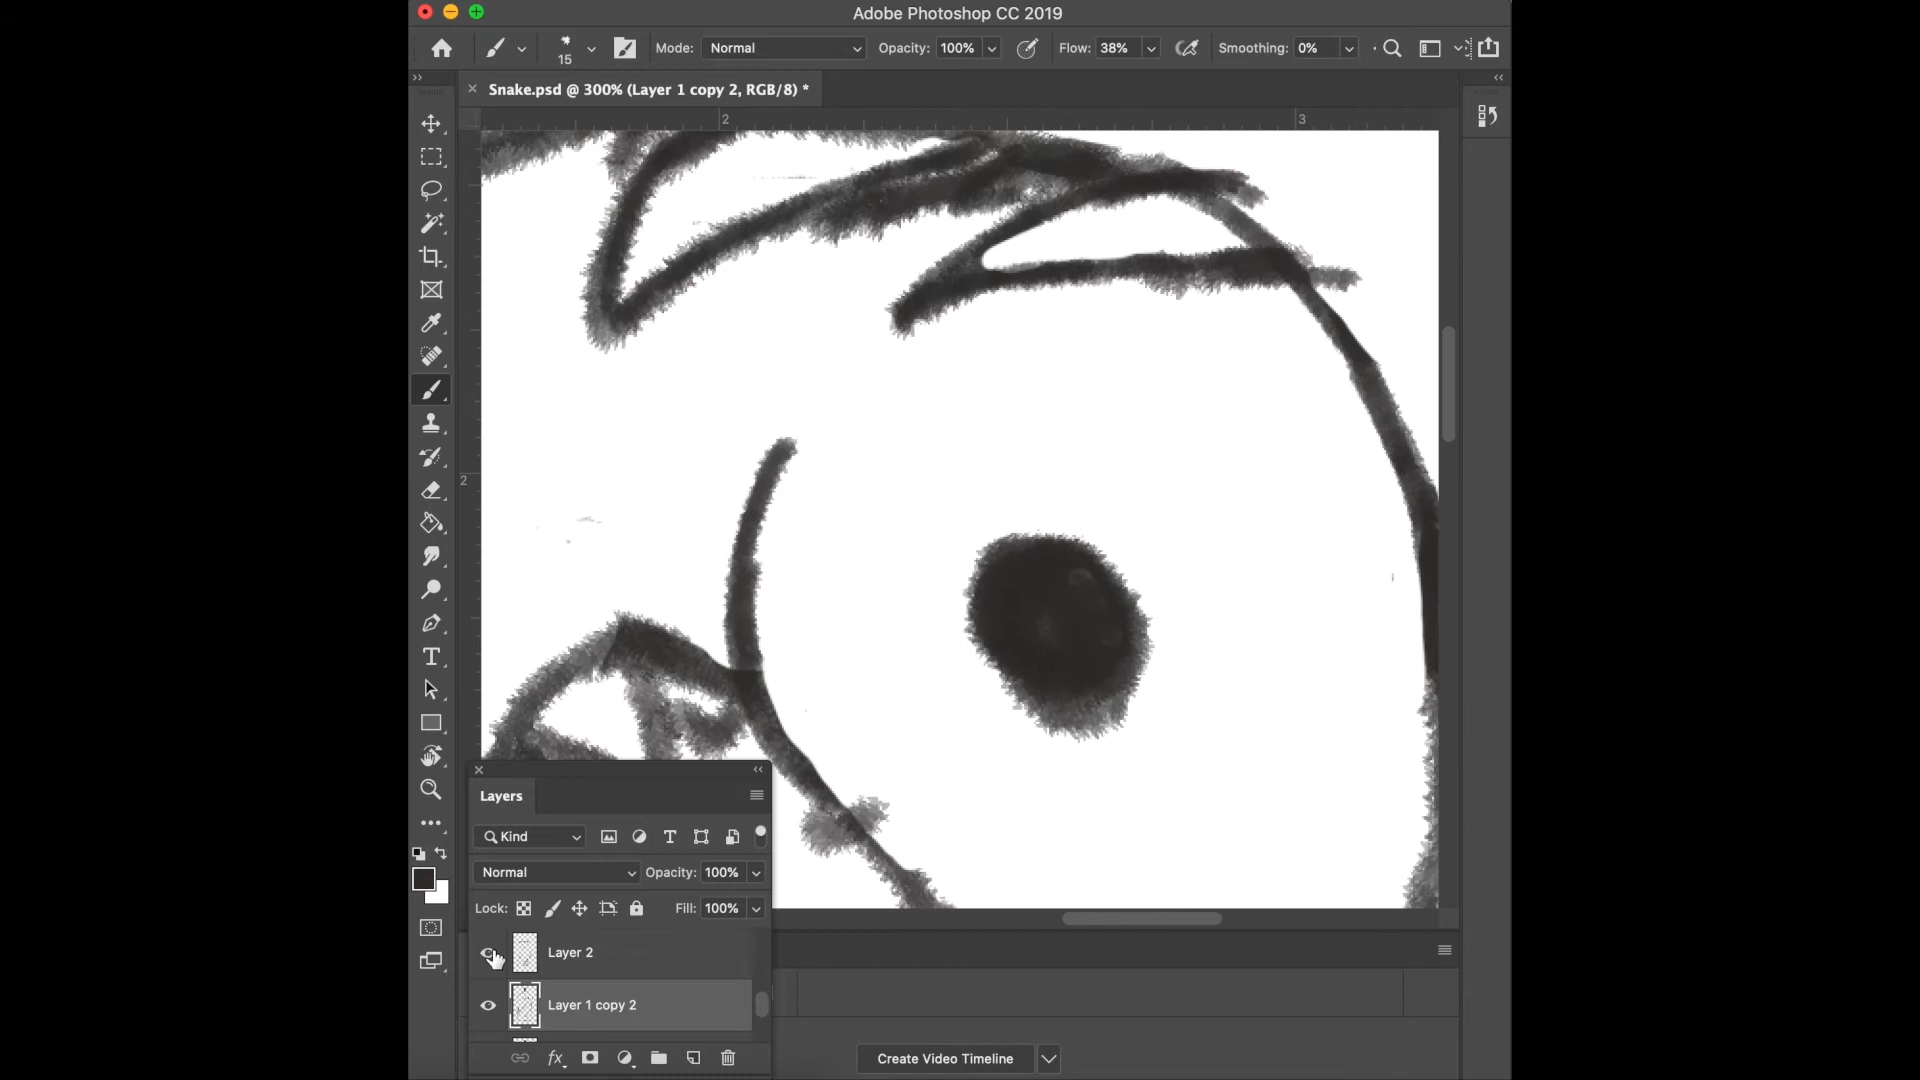 Adobe Photoshop CC 2019
15
Mode: Normal
Opacity: 100%
Flow: 38%
Smoothing: 0%
Snake.psd @ 300% (Layer 1 copy 2, RGB/8) *
2
3
2
Layers
Kind
Normal
Opacity: 100%
Lock:
Fill: 100%
Layer 2
Layer 1 copy 2
Create Video Timeline